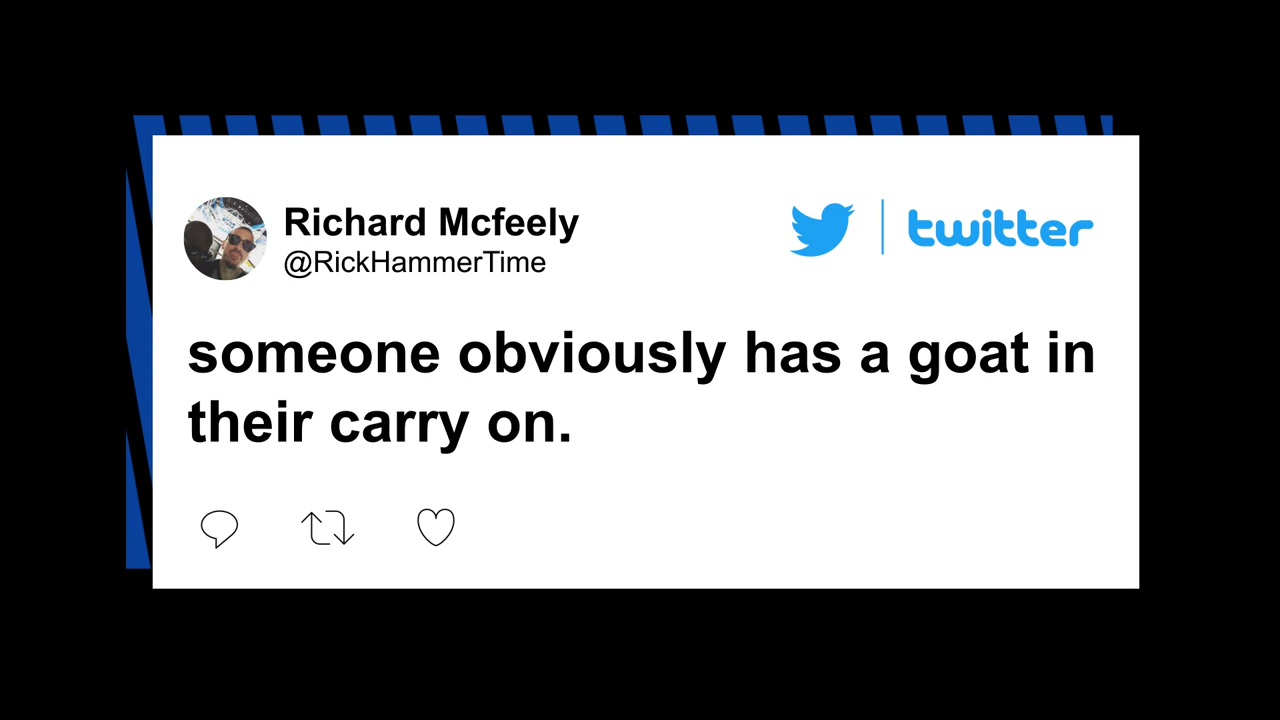 Richard Mcfeely
@RickHammerTime
twitter
someone obviously has a goat in
their carry on.